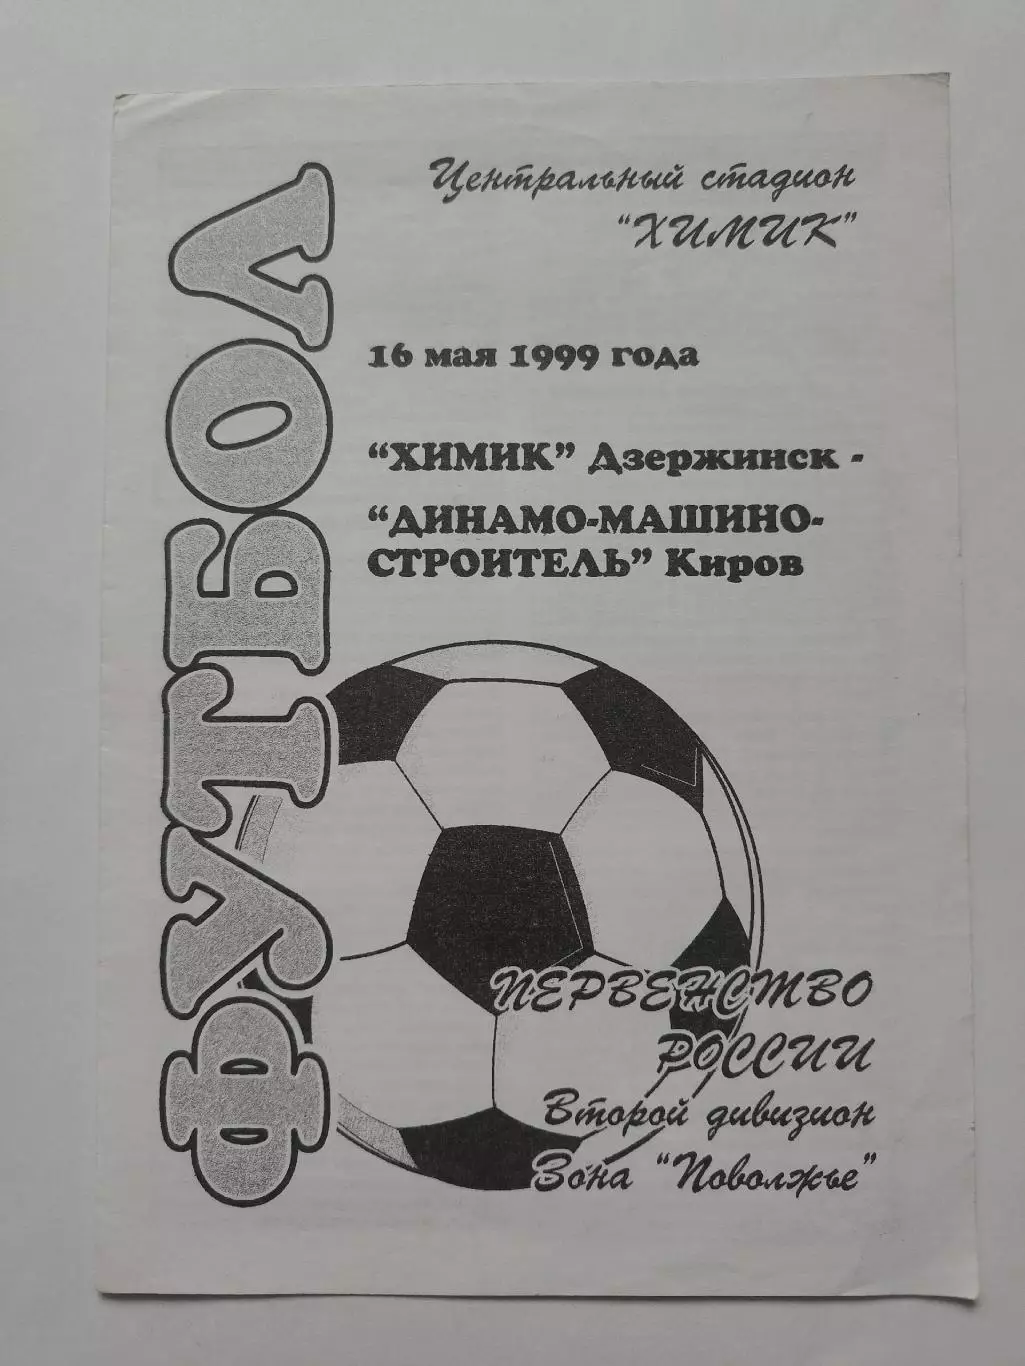 ФУТБОЛ
Центральный стадион
"ХИМИК"
16 мая 1999 года
"ХИМИК" Дзержинск -
"ДИНАМО-МАШИНО-
СТРОИТЕЛЬ" Киров
ПЕРВЕНСТВО
РОССИИ
Второй дивизион
Зона "Поволжье"